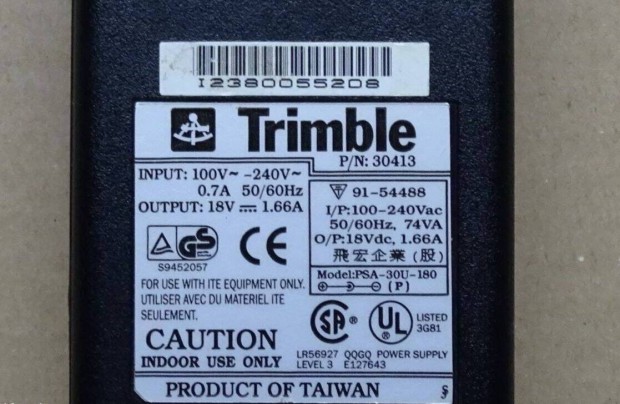 I2380055208
Trimble
P/N: 30413
INPUT: 100V~ -240V~
0.7A 50/60Hz
OUTPUT: 18V ⎓ 1.66A
91-54488
I/P:100-240Vac
50/60Hz, 74VA
O/P:18Vdc, 1.66A
飛宏企業(股)
Model:PSA-30U-180
(P)
GS
CE
S9452057
FOR USE WITH ITE EQUIPMENT ONLY.
UTILISER AVEC DU MATERIEL ITE
SEULEMENT.
SA ®
UL ®
LISTED
3G81
CAUTION
INDOOR USE ONLY
LR56927 QQGQ POWER SUPPLY
LEVEL 3 E127643
PRODUCT OF TAIWAN